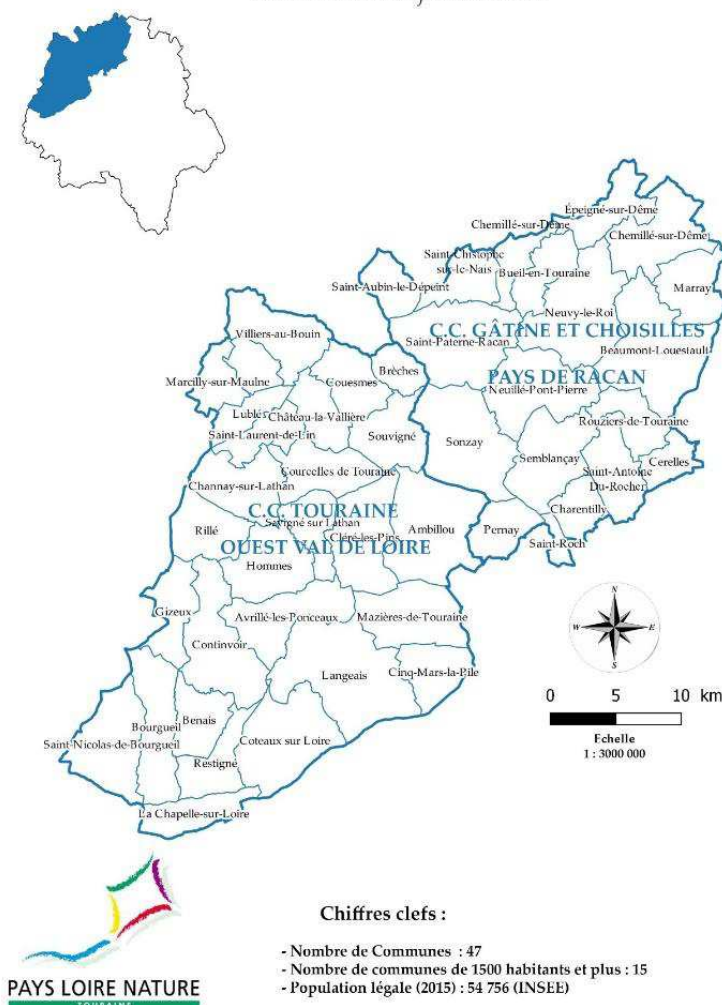 Épeigné-sur-Dême
Chemillé-sur-Dême
Chemillé-sur-Dême
Saint-Christophe
sur-le-Nais
Bueil-en-Touraine
Saint-Aubin-le-Dépeint
Marray
Neuvy-le-Roi
C.C. GÂTINE ET CHOISILLES
Villiers-au-Bouin
Saint-Paterne-Racan
Beaumont-Louestault
Brèches
PAYS DE RACAN
Marcilly-sur-Maulne
Couesmes
Neuillé-Pont-Pierre
Lublé
Château-la-Vallière
Rouziers-de-Touraine
Saint-Laurent-de-Lin
Souvigné
Sonzay
Semblançay
Cerelles
Courcelles de Touraine
Saint-Antoine
Du-Rocher
Channay-sur-Lathan
Charentilly
C.C. TOURAINE
Savigné sur Lathan
Rillé
Cléré-les-Pins
Ambillou
Pernay
OUEST VAL DE LOIRE
Saint-Roch
Hommes
Gizeux
Avrillé-les-Ponceaux
Mazières-de-Touraine
Continvoir
Langeais
Cinq-Mars-la-Pile
Benais
Bourgueil
Saint-Nicolas-de-Bourgueil
Coteaux sur Loire
Restigné
La Chapelle-sur-Loire
N
W
E
S
0 5 10 km
Echelle
1 : 3000 000
PAYS LOIRE NATURE
TOURAINE
Chiffres clefs :
- Nombre de Communes : 47
- Nombre de communes de 1500 habitants et plus : 15
- Population légale (2015) : 54 756 (INSEE)